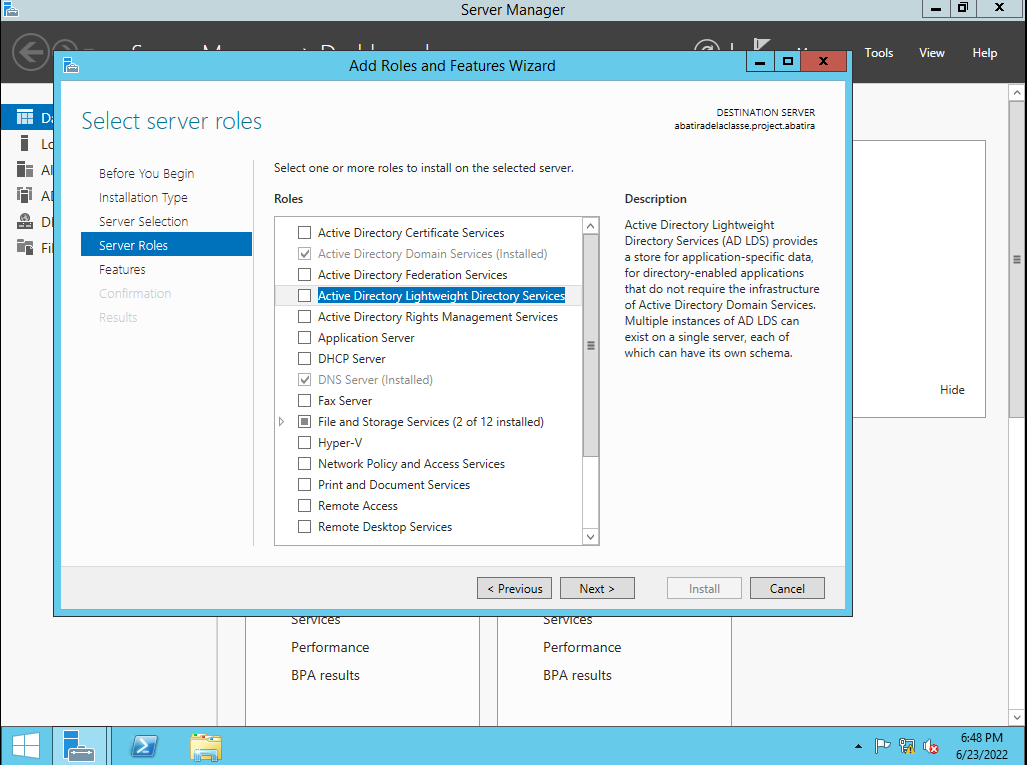 Server Manager
Tools
View
Help
Add Roles and Features Wizard
Select server roles
DESTINATION SERVER
abatiradelaclasse.project.abatira
Before You Begin
Installation Type
Server Selection
Server Roles
Features
Confirmation
Results
Select one or more roles to install on the selected server.
Roles
Active Directory Certificate Services
Active Directory Domain Services (Installed)
Active Directory Federation Services
Active Directory Lightweight Directory Services
Active Directory Rights Management Services
Application Server
DHCP Server
DNS Server (Installed)
Fax Server
File and Storage Services (2 of 12 installed)
Hyper-V
Network Policy and Access Services
Print and Document Services
Remote Access
Remote Desktop Services
Description
Active Directory Lightweight
Directory Services (AD LDS) provides
a store for application-specific data,
for directory-enabled applications
that do not require the infrastructure
of Active Directory Domain Services.
Multiple instances of AD LDS can
exist on a single server, each of
which can have its own schema.
Hide
< Previous
Next >
Install
Cancel
Services
Performance
BPA results
Services
Performance
BPA results
6:48 PM
6/23/2022